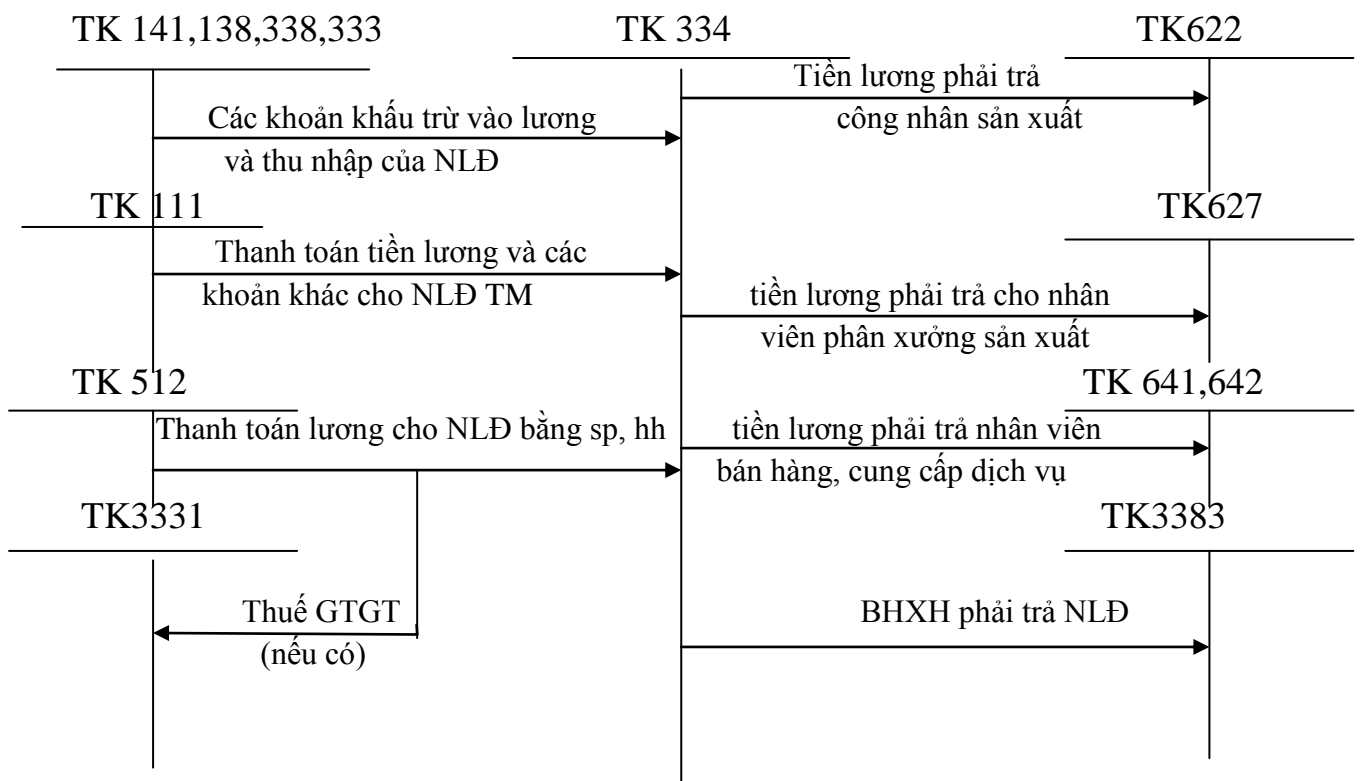 TK 141,138,338,333
TK 334
TK622
Tiền lương phải trả
công nhân sản xuất
Các khoản khấu trừ vào lương
và thu nhập của NLĐ
TK 111
TK627
Thanh toán tiền lương và các
khoản khác cho NLĐ TM
tiền lương phải trả cho nhân
viên phân xưởng sản xuất
TK 512
TK 641,642
Thanh toán lương cho NLĐ bằng sp, hh
tiền lương phải trả nhân viên
bán hàng, cung cấp dịch vụ
TK3331
TK3383
Thuế GTGT
(nếu có)
BHXH phải trả NLĐ